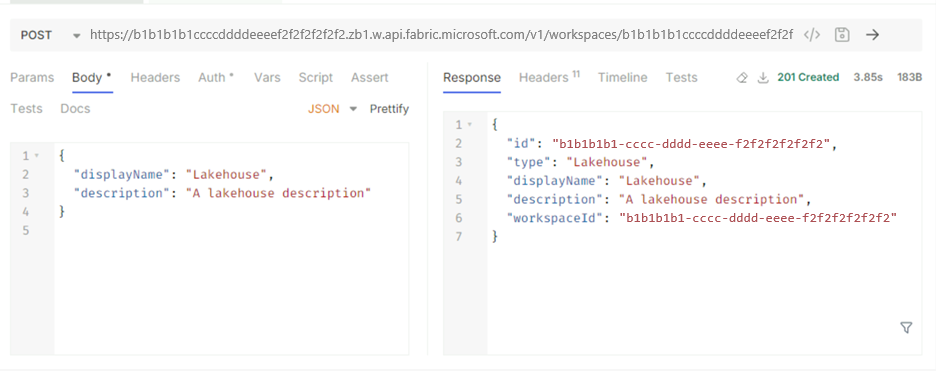 POST https://b1b1b1b1ccccddddeeeef2f2f2f2f2f2.zb1.w.api.fabric.microsoft.com/v1/workspaces/b1b1b1b1ccccddddeeeef2f2f </>
Params Body * Headers Auth * Vars Script Assert
Tests Docs JSON Prettify
1 {
2 "displayName": "Lakehouse",
3 "description": "A lakehouse description"
4 }
5
Response Headers 11 Timeline Tests 201 Created 3.85s 183B
1 {
2 "id": "b1b1b1b1-cccc-dddd-eeee-f2f2f2f2f2f2",
3 "type": "Lakehouse",
4 "displayName": "Lakehouse",
5 "description": "A lakehouse description",
6 "workspaceId": "b1b1b1b1-cccc-dddd-eeee-f2f2f2f2f2f2"
7 }